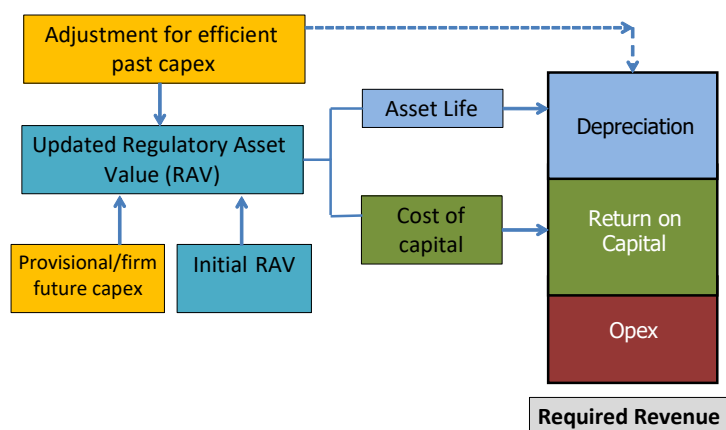 Adjustment for efficient
past capex
Updated Regulatory Asset
Value (RAV)
Provisional/firm
future capex
Initial RAV
Asset Life
Cost of
capital
Depreciation
Return on
Capital
Opex
Required Revenue